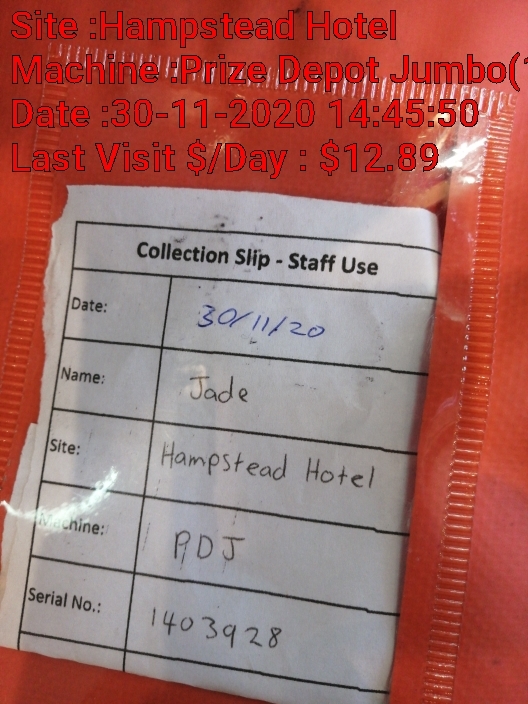 Site :Hampstead Hotel
Machine :Prize Depot Jumbo(
Date :30-11-2020 14:45:50
Last Visit $/Day : $12.89
Collection Slip - Staff Use
Date: 30/11/20
Name: Jade
Site: Hampstead Hotel
Machine: PDJ
Serial No.: 1403928